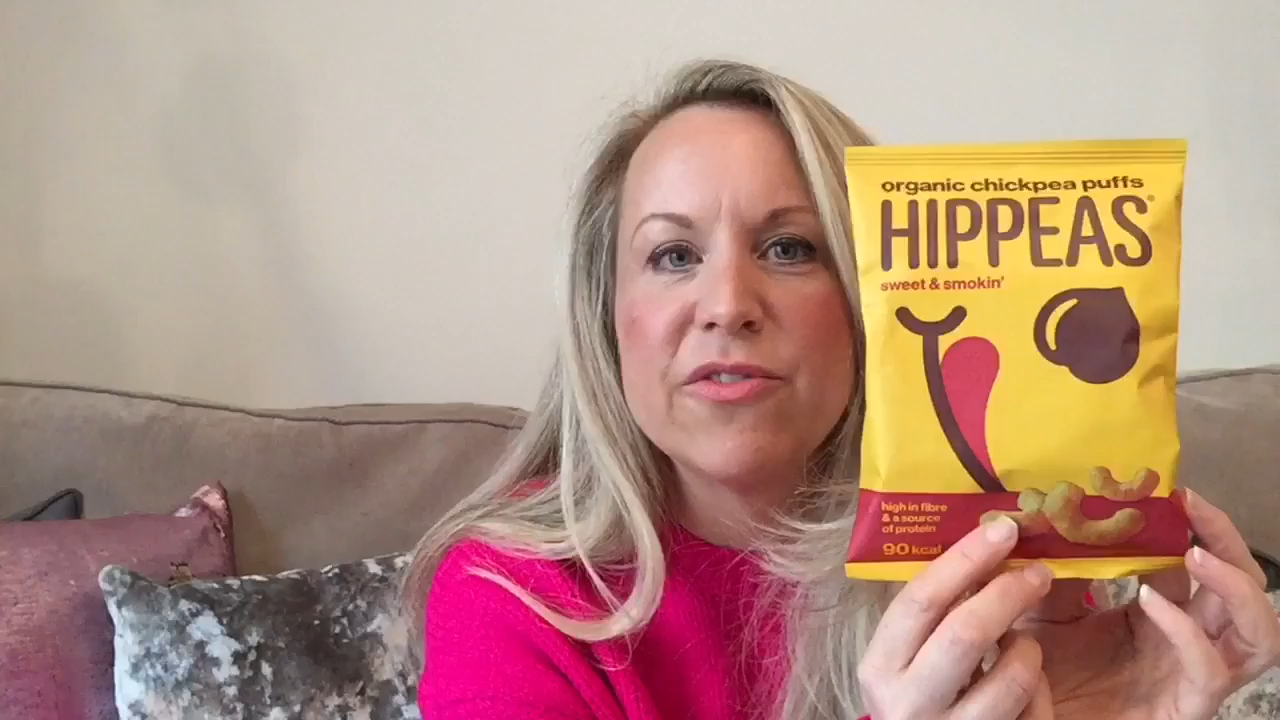 organic chickpea puffs
HIPPEAS®
sweet & smokin'
high in fibre
& a source
of protein
90 kcal